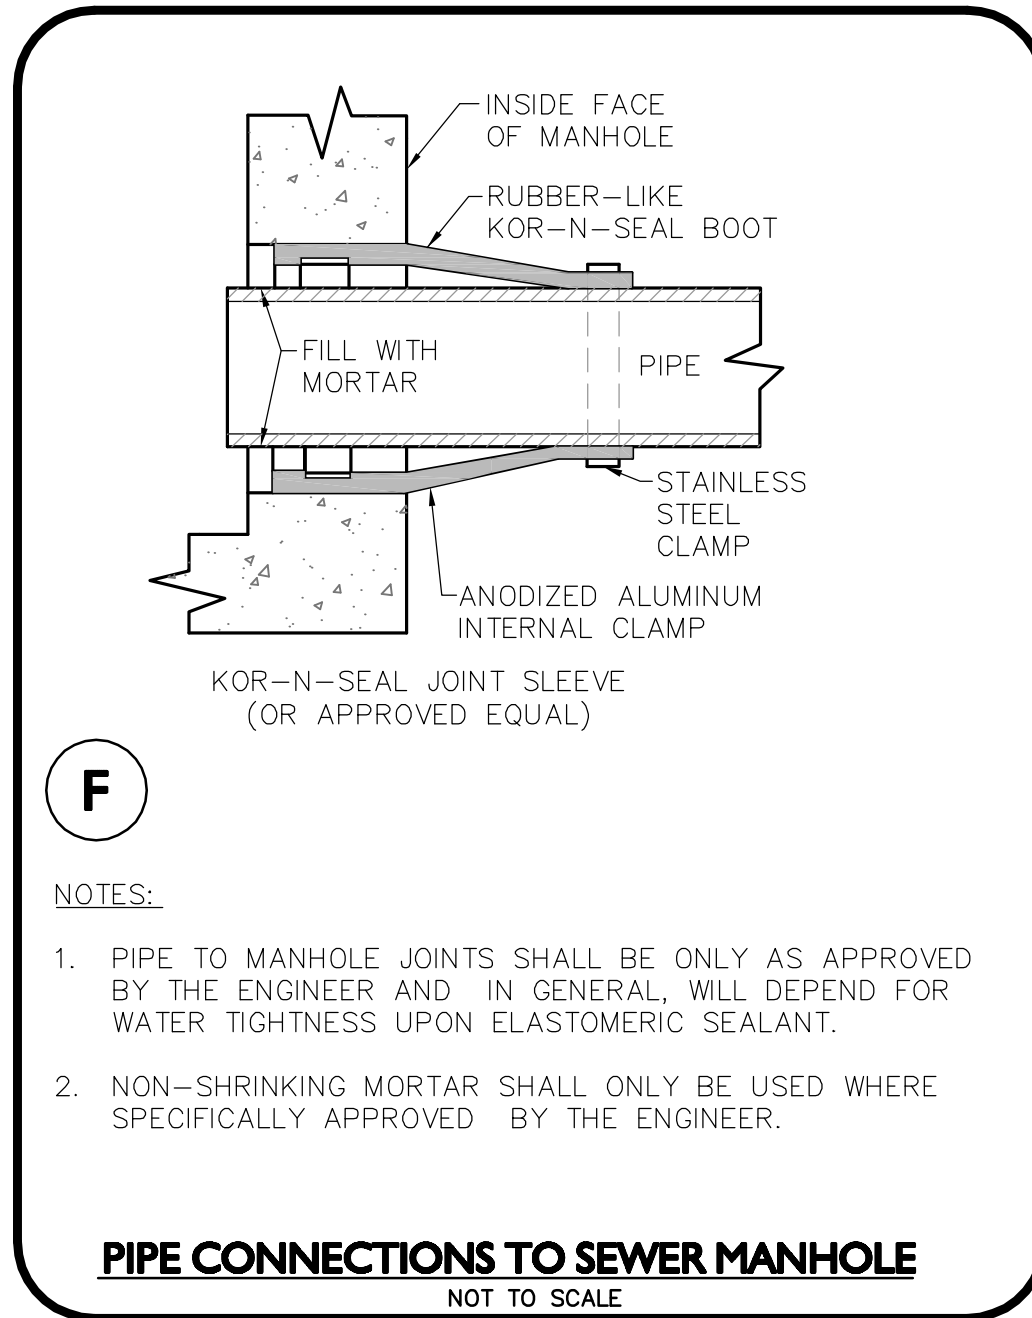 INSIDE FACE
OF MANHOLE
RUBBER-LIKE
KOR-N-SEAL BOOT
FILL WITH
MORTAR
PIPE
STAINLESS
STEEL
CLAMP
ANODIZED ALUMINUM
INTERNAL CLAMP
KOR-N-SEAL JOINT SLEEVE
(OR APPROVED EQUAL)
F
NOTES:
1. PIPE TO MANHOLE JOINTS SHALL BE ONLY AS APPROVED
BY THE ENGINEER AND IN GENERAL, WILL DEPEND FOR
WATER TIGHTNESS UPON ELASTOMERIC SEALANT.
2. NON-SHRINKING MORTAR SHALL ONLY BE USED WHERE
SPECIFICALLY APPROVED BY THE ENGINEER.
PIPE CONNECTIONS TO SEWER MANHOLE
NOT TO SCALE